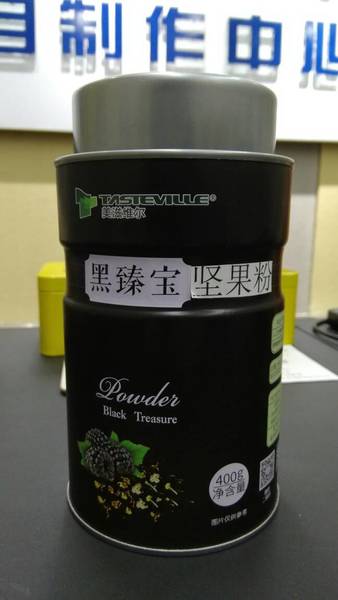 目制作中心
TASTEVILLE®
美滋维尔
黑臻宝 坚果粉
Powder
Black Treasure
400g
净含量
图片仅供参考